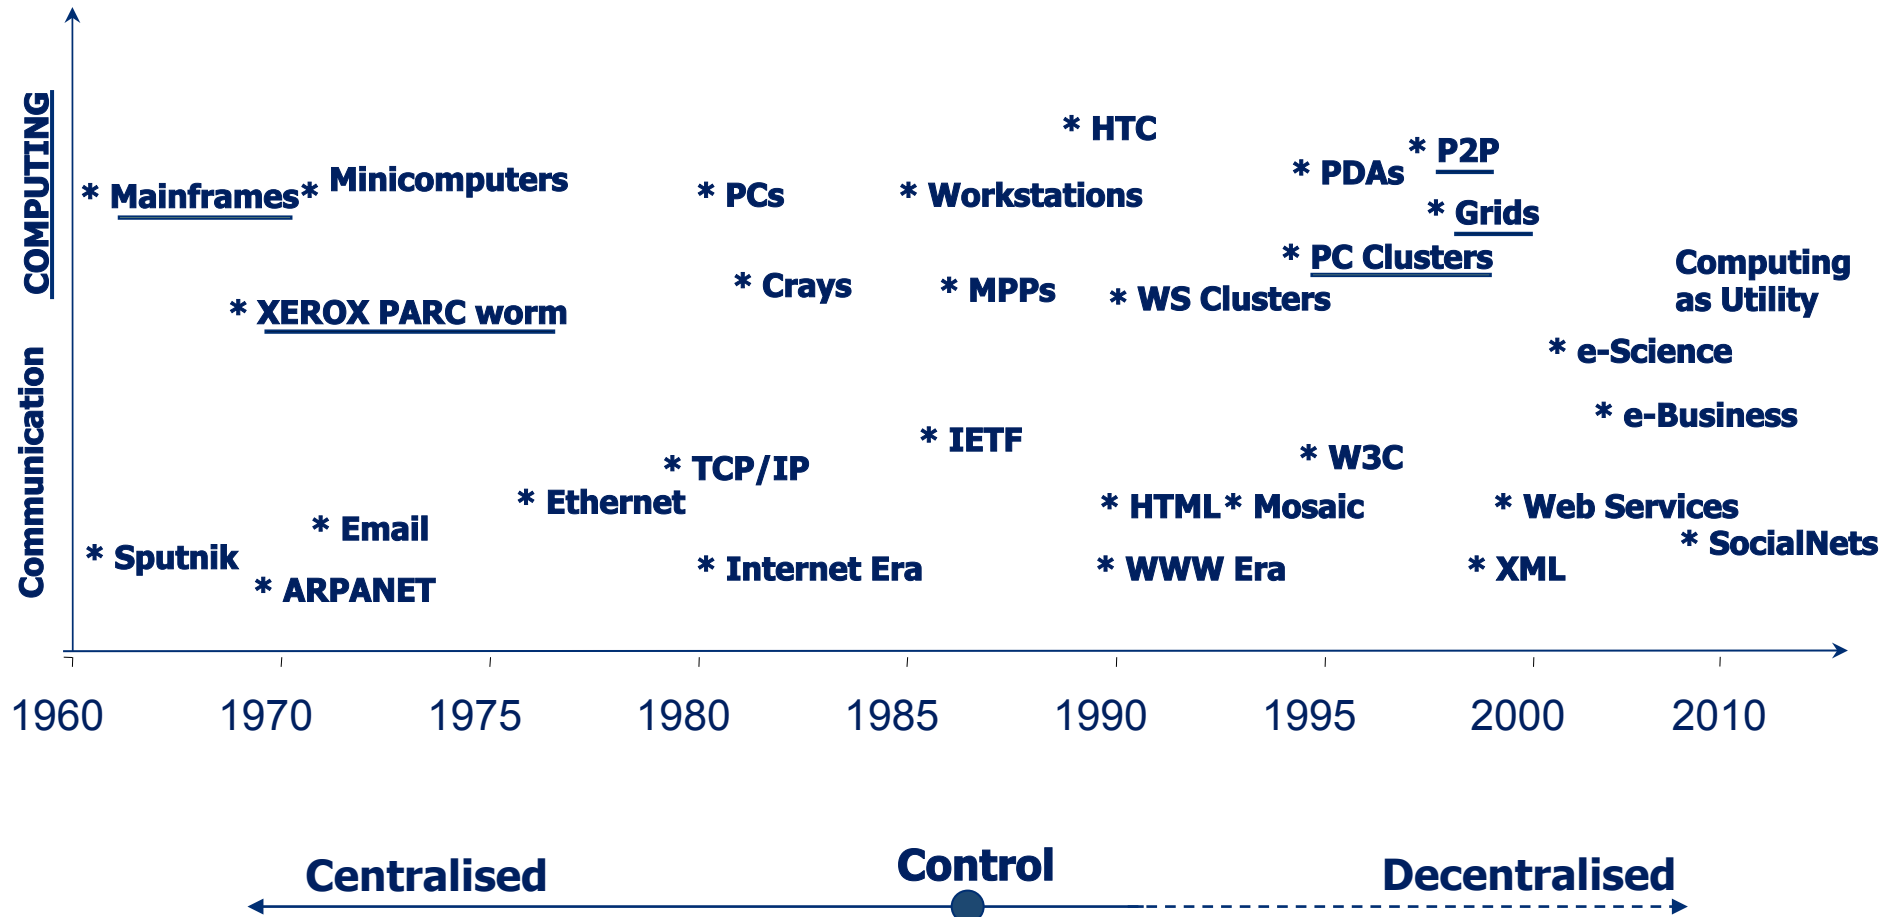 COMPUTING
Communication
* HTC
* P2P
* PDAs
* Minicomputers
* Mainframes
* PCs
* Workstations
* Grids
* PC Clusters
Computing
as Utility
* Crays
* MPPs
* WS Clusters
* XEROX PARC worm
* e-Science
* e-Business
* IETF
* W3C
* TCP/IP
* Ethernet
* HTML
* Mosaic
* Web Services
* Email
* SocialNets
* Sputnik
* Internet Era
* WWW Era
* XML
* ARPANET
1960 1970 1975 1980 1985 1990 1995 2000 2010
Centralised Control Decentralised